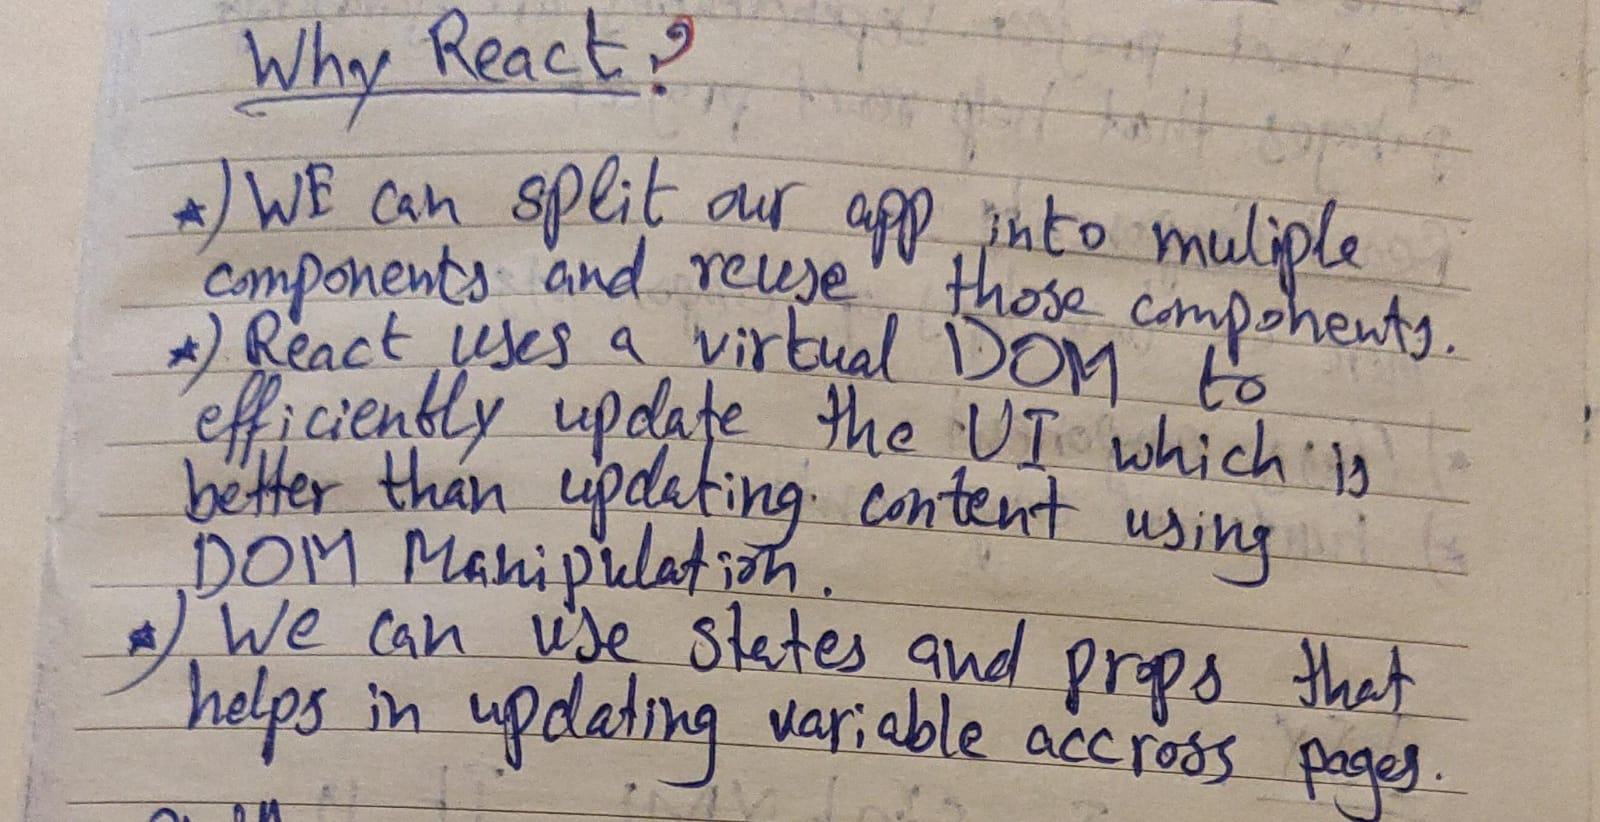 Why React?
*) WE can split our app into muliple
components and reuse those components.
*) React uses a virtual DOM to
efficiently update the UI which is
better than updating content using
DOM Manipulation.
*) We can use states and props that
helps in updating variable accross pages.